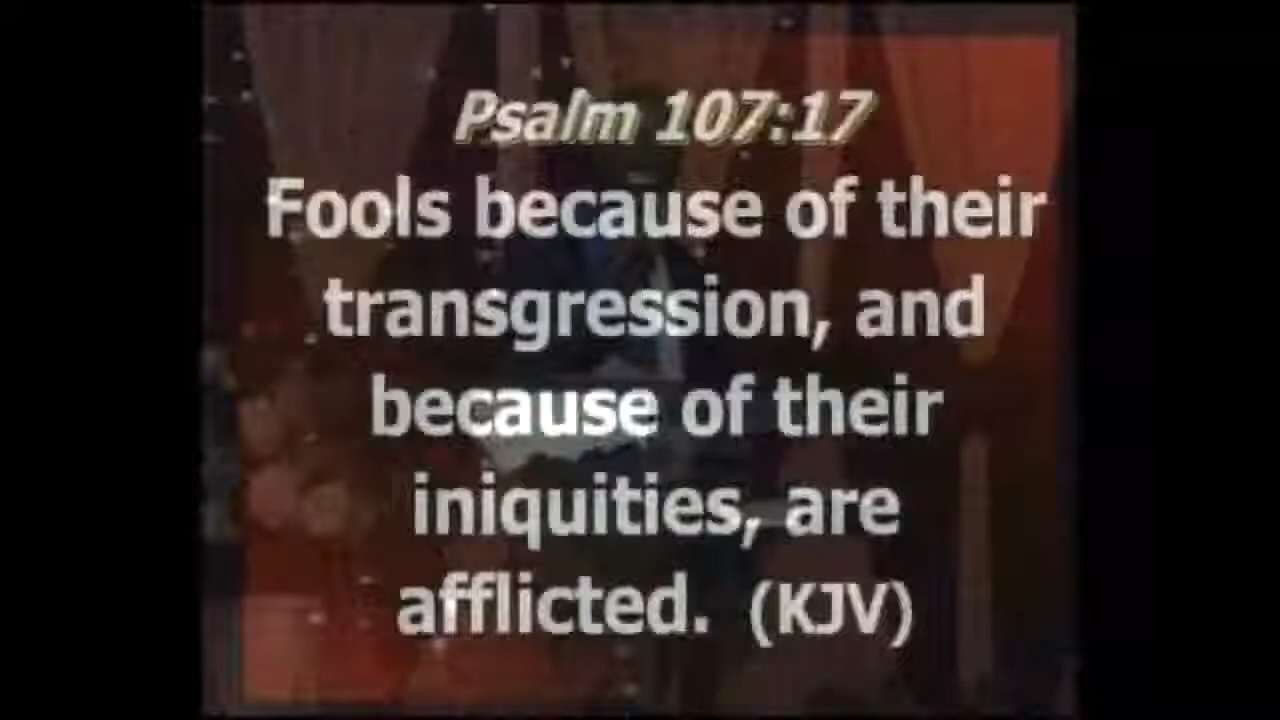 Psalm 107:17
Fools because of their
transgression, and
because of their
iniquities, are
afflicted. (KJV)